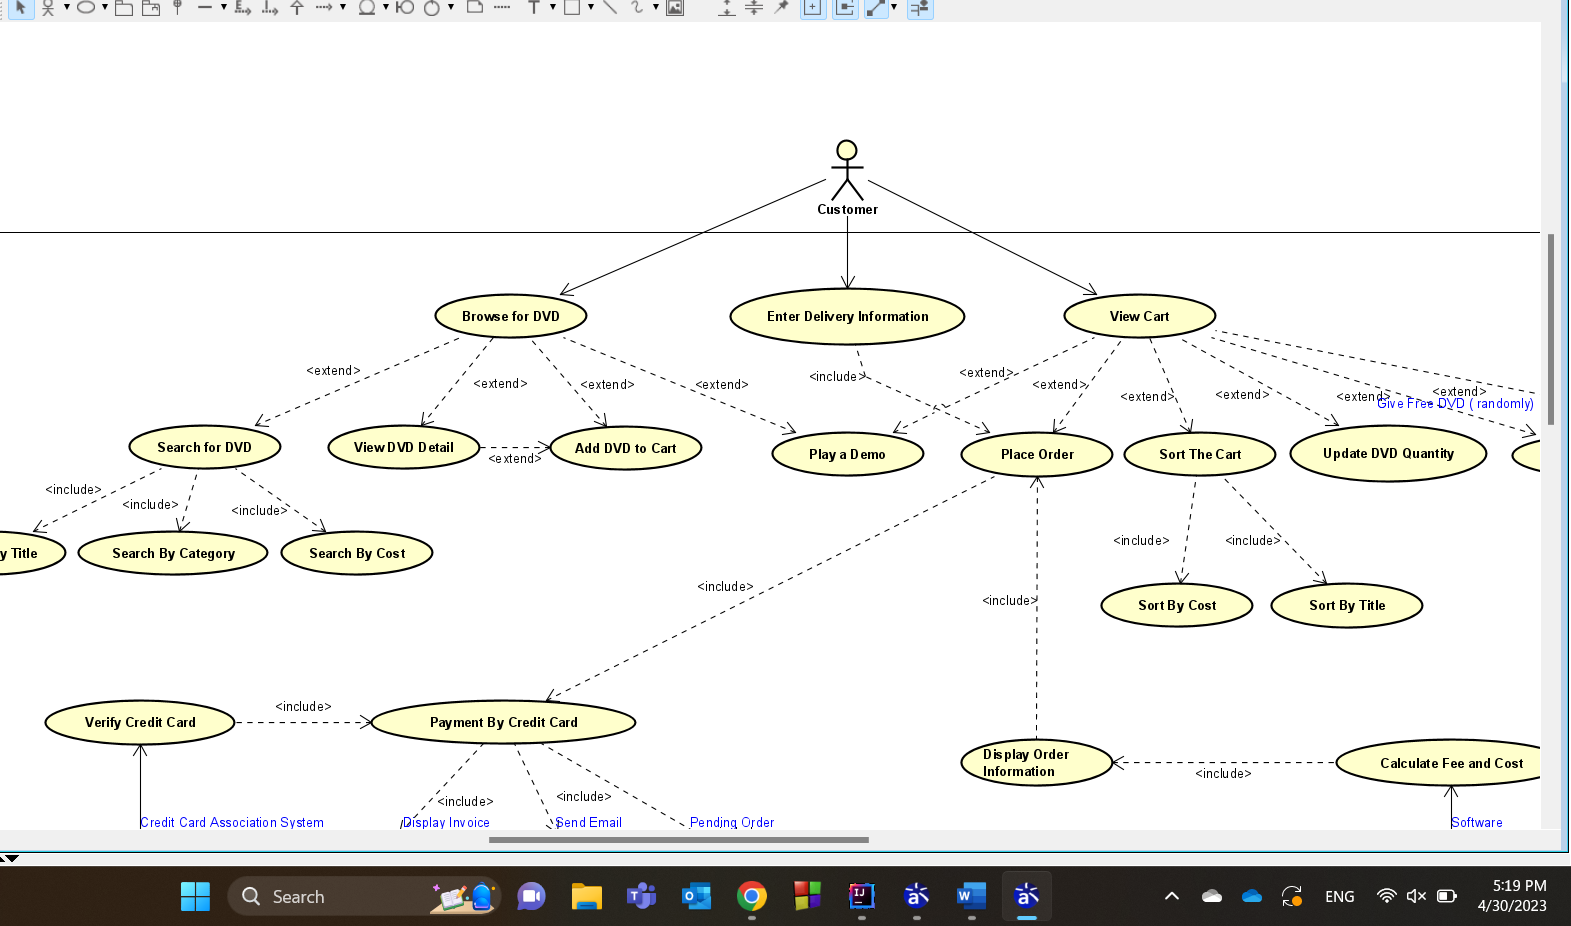 Customer
Browse for DVD
Enter Delivery Information
View Cart
<extend>
<extend>
<extend>
<extend>
<include>
<extend>
<extend>
<extend>
<extend>
<extend>
<extend>
Give Free DVD ( randomly)
Search for DVD
View DVD Detail
<extend>
Add DVD to Cart
Play a Demo
Place Order
Sort The Cart
Update DVD Quantity
<include>
<include>
<include>
y Title
Search By Category
Search By Cost
<include>
<include>
<include>
<include>
Sort By Cost
Sort By Title
Verify Credit Card
<include>
Payment By Credit Card
Display Order
Information
<include>
Calculate Fee and Cost
<include>
<include>
Credit Card Association System
Display Invoice
Send Email
Pending Order
Software
Search
ENG
5:19 PM
4/30/2023